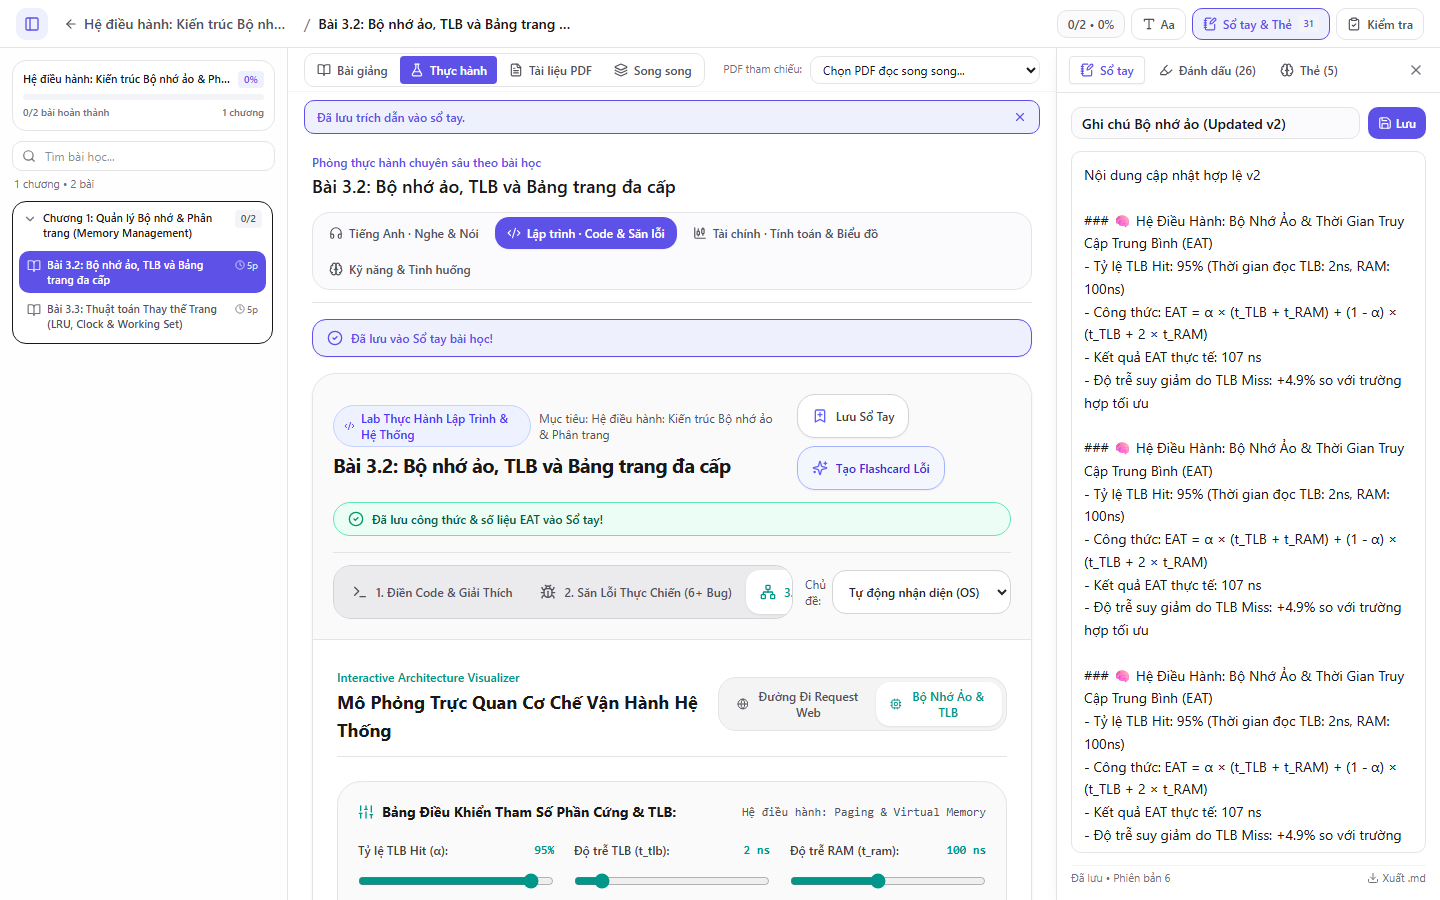 Hệ điều hành: Kiến trúc Bộ nh...
/ Bài 3.2: Bộ nhớ ảo, TLB và Bảng trang ...
0/2 • 0%
Aa
Sổ tay & Thẻ 31
Kiểm tra
Hệ điều hành: Kiến trúc Bộ nhớ ảo & Ph... 0%
0/2 bài hoàn thành 1 chương
Tìm bài học...
1 chương • 2 bài
Chương 1: Quản lý Bộ nhớ & Phân trang (Memory Management) 0/2
Bài 3.2: Bộ nhớ ảo, TLB và Bảng trang đa cấp 5p
Bài 3.3: Thuật toán Thay thế Trang (LRU, Clock & Working Set) 5p
Bài giảng
Thực hành
Tài liệu PDF
Song song
PDF tham chiếu: Chọn PDF đọc song song...
Đã lưu trích dẫn vào sổ tay.
Phòng thực hành chuyên sâu theo bài học
Bài 3.2: Bộ nhớ ảo, TLB và Bảng trang đa cấp
Tiếng Anh · Nghe & Nói
Lập trình · Code & Săn lỗi
Tài chính · Tính toán & Biểu đồ
Kỹ năng & Tình huống
Đã lưu vào Sổ tay bài học!
Lab Thực Hành Lập Trình & Hệ Thống
Mục tiêu: Hệ điều hành: Kiến trúc Bộ nhớ ảo & Phân trang
Bài 3.2: Bộ nhớ ảo, TLB và Bảng trang đa cấp
Lưu Sổ Tay
Tạo Flashcard Lỗi
Đã lưu công thức & số liệu EAT vào Sổ tay!
1. Điền Code & Giải Thích
2. Săn Lỗi Thực Chiến (6+ Bug)
3.
Chủ đề: Tự động nhận diện (OS)
Interactive Architecture Visualizer
Mô Phỏng Trực Quan Cơ Chế Vận Hành Hệ Thống
Đường Đi Request Web
Bộ Nhớ Ảo & TLB
Bảng Điều Khiển Tham Số Phần Cứng & TLB:
Hệ điều hành: Paging & Virtual Memory
Tỷ lệ TLB Hit (α): 95%
Độ trễ TLB (t_tlb): 2 ns
Độ trễ RAM (t_ram): 100 ns
Sổ tay
Đánh dấu (26)
Thẻ (5)
Ghi chú Bộ nhớ ảo (Updated v2)
Lưu
Nội dung cập nhật hợp lệ v2
### 🧠 Hệ Điều Hành: Bộ Nhớ Ảo & Thời Gian Truy
Cập Trung Bình (EAT)
- Tỷ lệ TLB Hit: 95% (Thời gian đọc TLB: 2ns, RAM:
100ns)
- Công thức: EAT = α × (t_TLB + t_RAM) + (1 - α) ×
(t_TLB + 2 × t_RAM)
- Kết quả EAT thực tế: 107 ns
- Độ trễ suy giảm do TLB Miss: +4.9% so với trường
hợp tối ưu
### 🧠 Hệ Điều Hành: Bộ Nhớ Ảo & Thời Gian Truy
Cập Trung Bình (EAT)
- Tỷ lệ TLB Hit: 95% (Thời gian đọc TLB: 2ns, RAM:
100ns)
- Công thức: EAT = α × (t_TLB + t_RAM) + (1 - α) ×
(t_TLB + 2 × t_RAM)
- Kết quả EAT thực tế: 107 ns
- Độ trễ suy giảm do TLB Miss: +4.9% so với trường
hợp tối ưu
### 🧠 Hệ Điều Hành: Bộ Nhớ Ảo & Thời Gian Truy
Cập Trung Bình (EAT)
- Tỷ lệ TLB Hit: 95% (Thời gian đọc TLB: 2ns, RAM:
100ns)
- Công thức: EAT = α × (t_TLB + t_RAM) + (1 - α) ×
(t_TLB + 2 × t_RAM)
- Kết quả EAT thực tế: 107 ns
- Độ trễ suy giảm do TLB Miss: +4.9% so với trường
Đã lưu • Phiên bản 6
Xuất .md